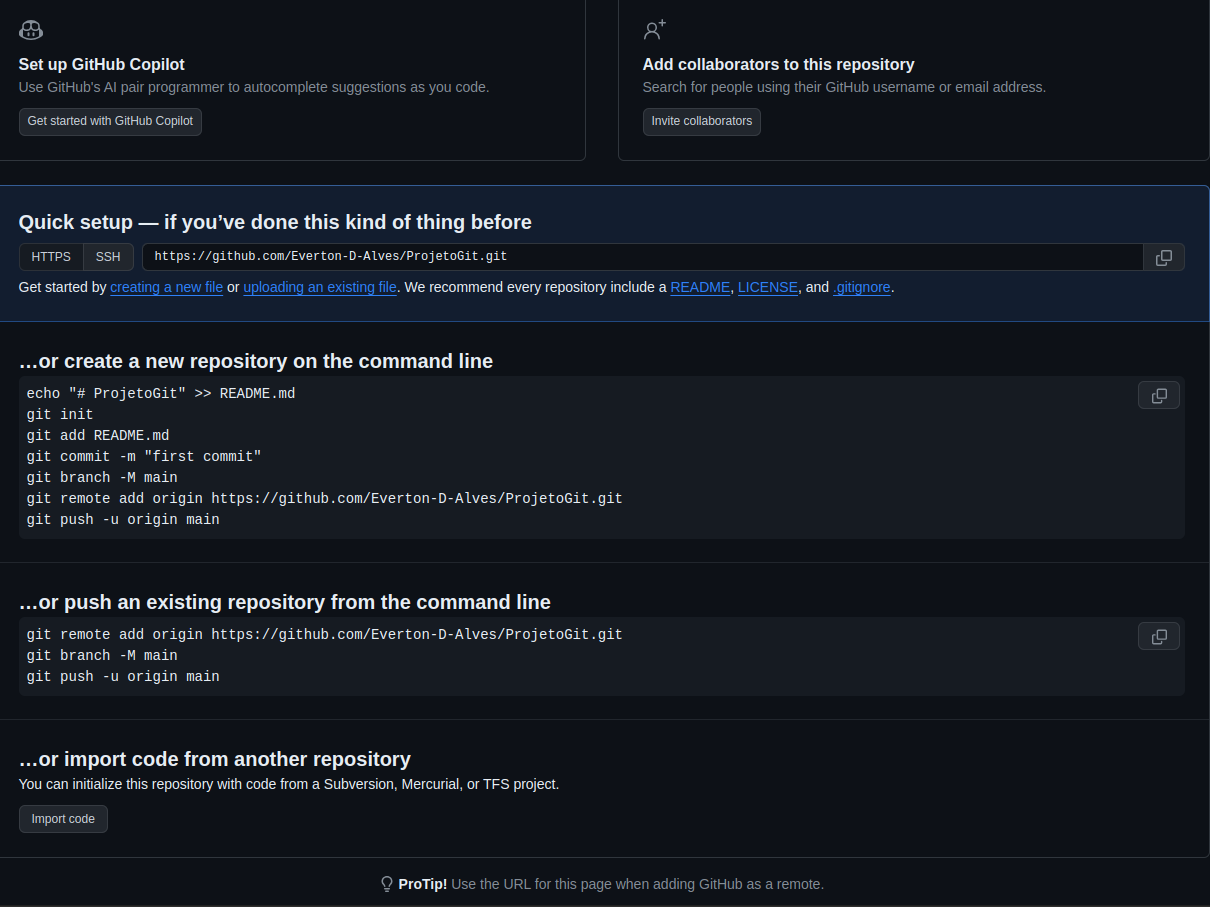 Set up GitHub Copilot
Use GitHub's AI pair programmer to autocomplete suggestions as you code.
Get started with GitHub Copilot
Add collaborators to this repository
Search for people using their GitHub username or email address.
Invite collaborators
Quick setup — if you’ve done this kind of thing before
HTTPS SSH https://github.com/Everton-D-Alves/ProjetoGit.git
Get started by creating a new file or uploading an existing file. We recommend every repository include a README, LICENSE, and .gitignore.
…or create a new repository on the command line
echo "# ProjetoGit" >> README.md
git init
git add README.md
git commit -m "first commit"
git branch -M main
git remote add origin https://github.com/Everton-D-Alves/ProjetoGit.git
git push -u origin main
…or push an existing repository from the command line
git remote add origin https://github.com/Everton-D-Alves/ProjetoGit.git
git branch -M main
git push -u origin main
…or import code from another repository
You can initialize this repository with code from a Subversion, Mercurial, or TFS project.
Import code
ProTip! Use the URL for this page when adding GitHub as a remote.